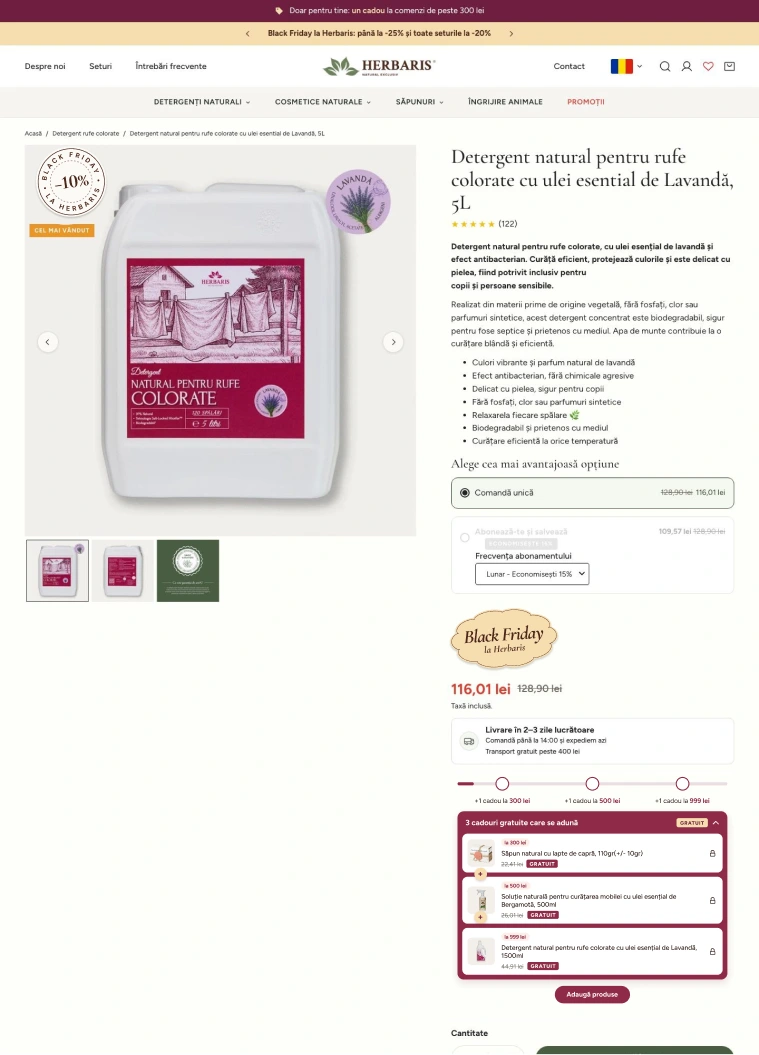 Doar pentru tine: un cadou la comenzi de peste 300 lei
Black Friday la Herbaris: până la -25% și toate seturile la -20%
Despre noi
Seturi
Întrebări frecvente
HERBARIS
NATURAL EXCLUSIV
Contact
DETERGENȚI NATURALI
COSMETICE NATURALE
SĂPUNURI
ÎNGRIJIRE ANIMALE
PROMOȚII
Acasă / Detergent rufe colorate / Detergent natural pentru rufe colorate cu ulei esential de Lavandă, 5L
BLACK FRIDAY
-10%
LA HERBARIS
CEL MAI VÂNDUT
LAVANDĂ
HERBARIS
Detergent
NATURAL PENTRU RUFE
COLORATE
120 SPĂLĂRI
5 litri
Detergent natural pentru rufe
colorate cu ulei esential de Lavandă,
5L
★★★★★ (122)
Detergent natural pentru rufe colorate, cu ulei esențial de lavandă și
efect antibacterian. Curăță eficient, protejează culorile și este delicat cu
pielea, fiind potrivit inclusiv pentru
copii și persoane sensibile.
Realizat din materii prime de origine vegetală, fără fosfați, clor sau
parfumuri sintetice, acest detergent concentrat este biodegradabil, sigur
pentru fose septice și prietenos cu mediul. Apa de munte contribuie la o
curățare blândă și eficientă.
• Culori vibrante și parfum natural de lavandă
• Efect antibacterian, fără chimicale agresive
• Delicat cu pielea, sigur pentru copii
• Fără fosfați, clor sau parfumuri sintetice
• Relaxarela fiecare spălare 🌿
• Biodegradabil și prietenos cu mediul
• Curățare eficientă la orice temperatură
Alege cea mai avantajoasă opțiune
Comandă unică 128,90 lei 116,01 lei
Abonează-te și salvează 109,57 lei 128,90 lei
ECONOMISEȘTE 15%
Frecvența abonamentului
Lunar - Economisești 15%
Black Friday
la Herbaris
116,01 lei 128,90 lei
Taxă inclusă.
Livrare în 2–3 zile lucrătoare
Comandă până la 14:00 și expediem azi
Transport gratuit peste 400 lei
+1 cadou la 300 lei
+1 cadou la 500 lei
+1 cadou la 999 lei
3 cadouri gratuite care se adună GRATUIT
la 300 lei
Săpun natural cu lapte de capră, 110gr(+/- 10gr)
22,41 lei GRATUIT
+
la 500 lei
Soluție naturală pentru curățarea mobilei cu ulei esential de
Bergamotă, 500ml
26,01 lei GRATUIT
+
la 999 lei
Detergent natural pentru rufe colorate cu ulei esențial de Lavandă,
1500ml
44,91 lei GRATUIT
Adaugă produse
Cantitate